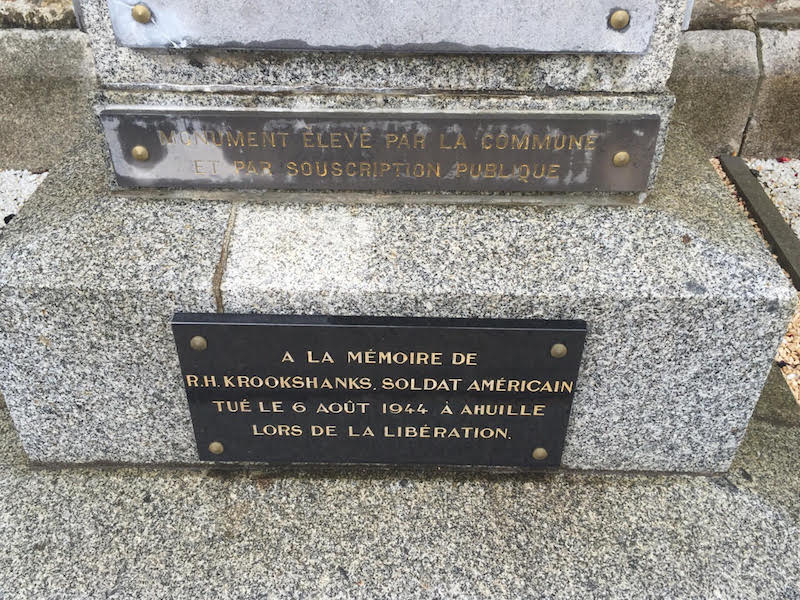 MONUMENT ÉLEVÉ PAR LA COMMUNE
ET PAR SOUSCRIPTION PUBLIQUE
A LA MÉMOIRE DE
R.H. KROOKSHANKS, SOLDAT AMÉRICAIN
TUÉ LE 6 AOÛT 1944 À AHUILLE
LORS DE LA LIBÉRATION.